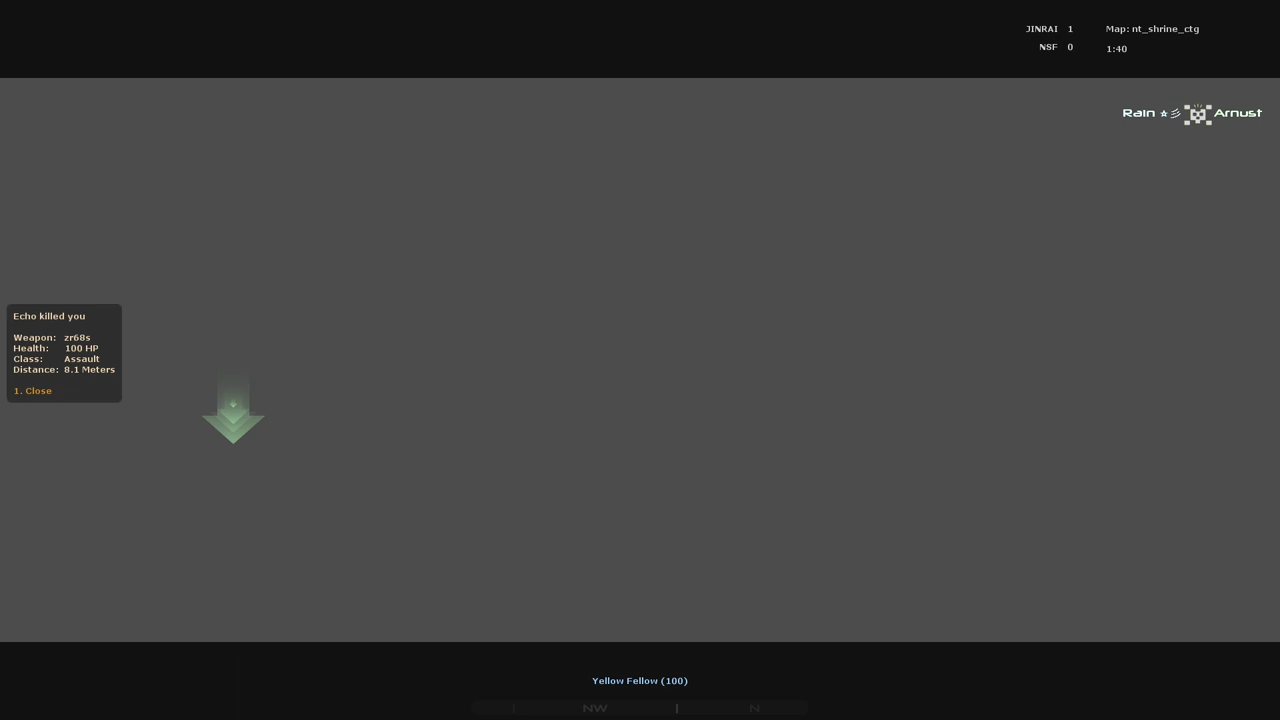 JINRAI 1 Map: nt_shrine_ctg
NSF 0 1:40
Rain ☆彡 Arnust
Echo killed you
Weapon: zr68s
Health: 100 HP
Class: Assault
Distance: 8.1 Meters
1. Close
Yellow Fellow (100)
NW N